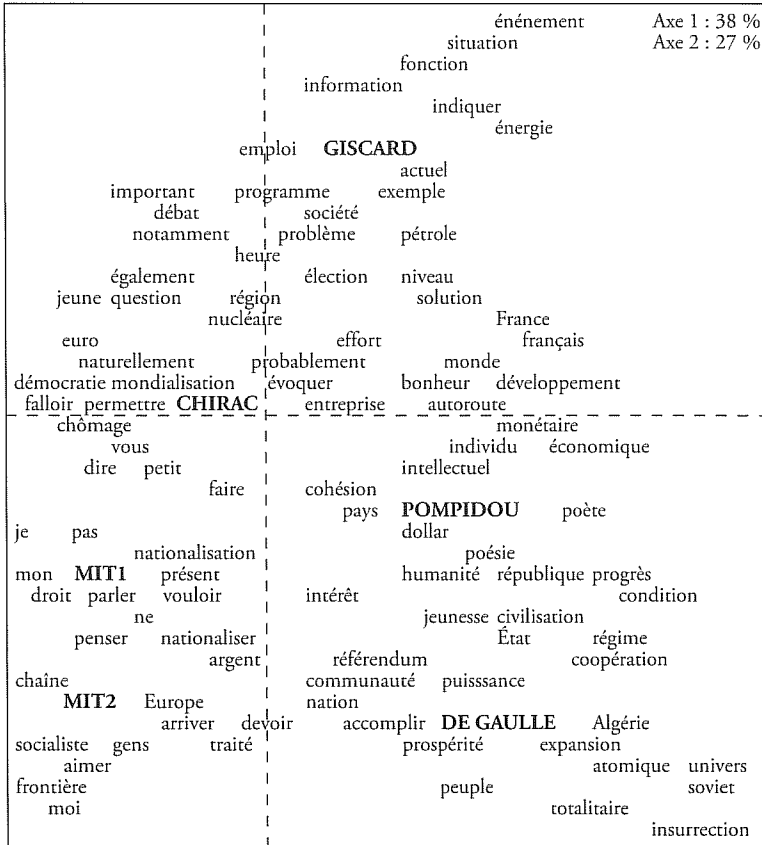 énénement Axe 1 : 38 %
situation Axe 2 : 27 %
fonction
information
indiquer
énergie
emploi GISCARD
actuel
important programme exemple
débat société
notamment problème pétrole
heure
également élection niveau
jeune question région solution
nucléaire France
euro effort français
naturellement probablement monde
démocratie mondialisation évoquer bonheur développement
falloir permettre CHIRAC entreprise autoroute
chômage monétaire
vous individu économique
dire petit intellectuel
faire cohésion
pays POMPIDOU poète
je pas dollar
nationalisation poésie
mon MIT1 présent humanité république progrès
droit parler vouloir intérêt condition
ne jeunesse civilisation
penser nationaliser État régime
argent référendum coopération
chaîne communauté puisssance
MIT2 Europe nation
arriver devoir accomplir DE GAULLE Algérie
socialiste gens traité prospérité expansion
aimer atomique univers
frontière peuple soviet
moi totalitaire
insurrection